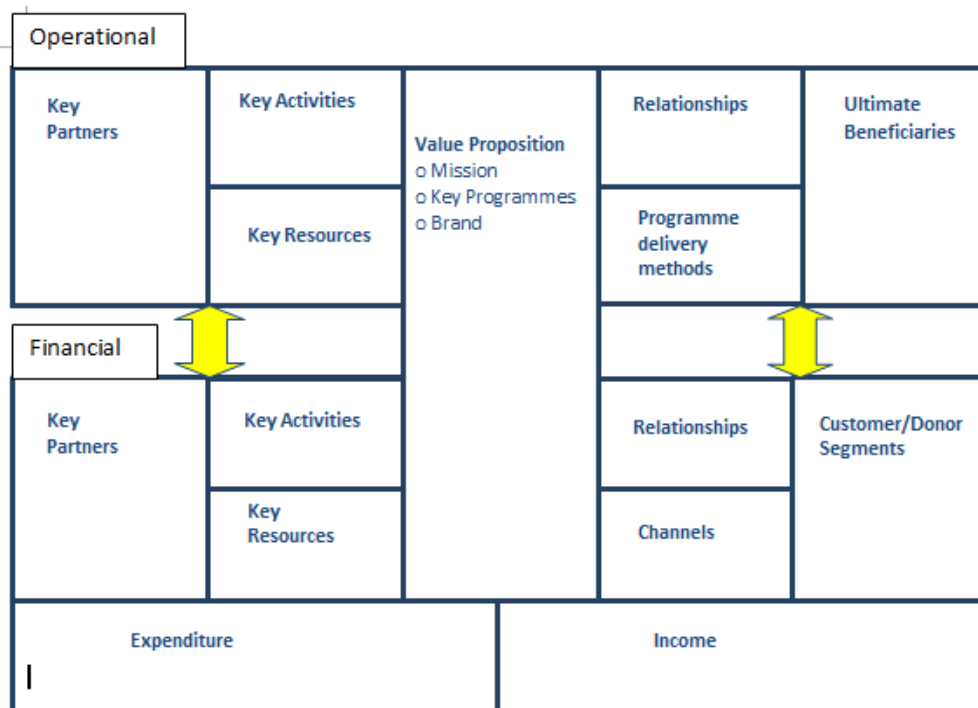 Operational
Key
Partners
Key Activities
Key Resources
Value Proposition
o Mission
o Key Programmes
o Brand
Relationships
Programme
delivery
methods
Ultimate
Beneficiaries
Financial
Key
Partners
Key Activities
Key
Resources
Relationships
Channels
Customer/Donor
Segments
Expenditure
Income